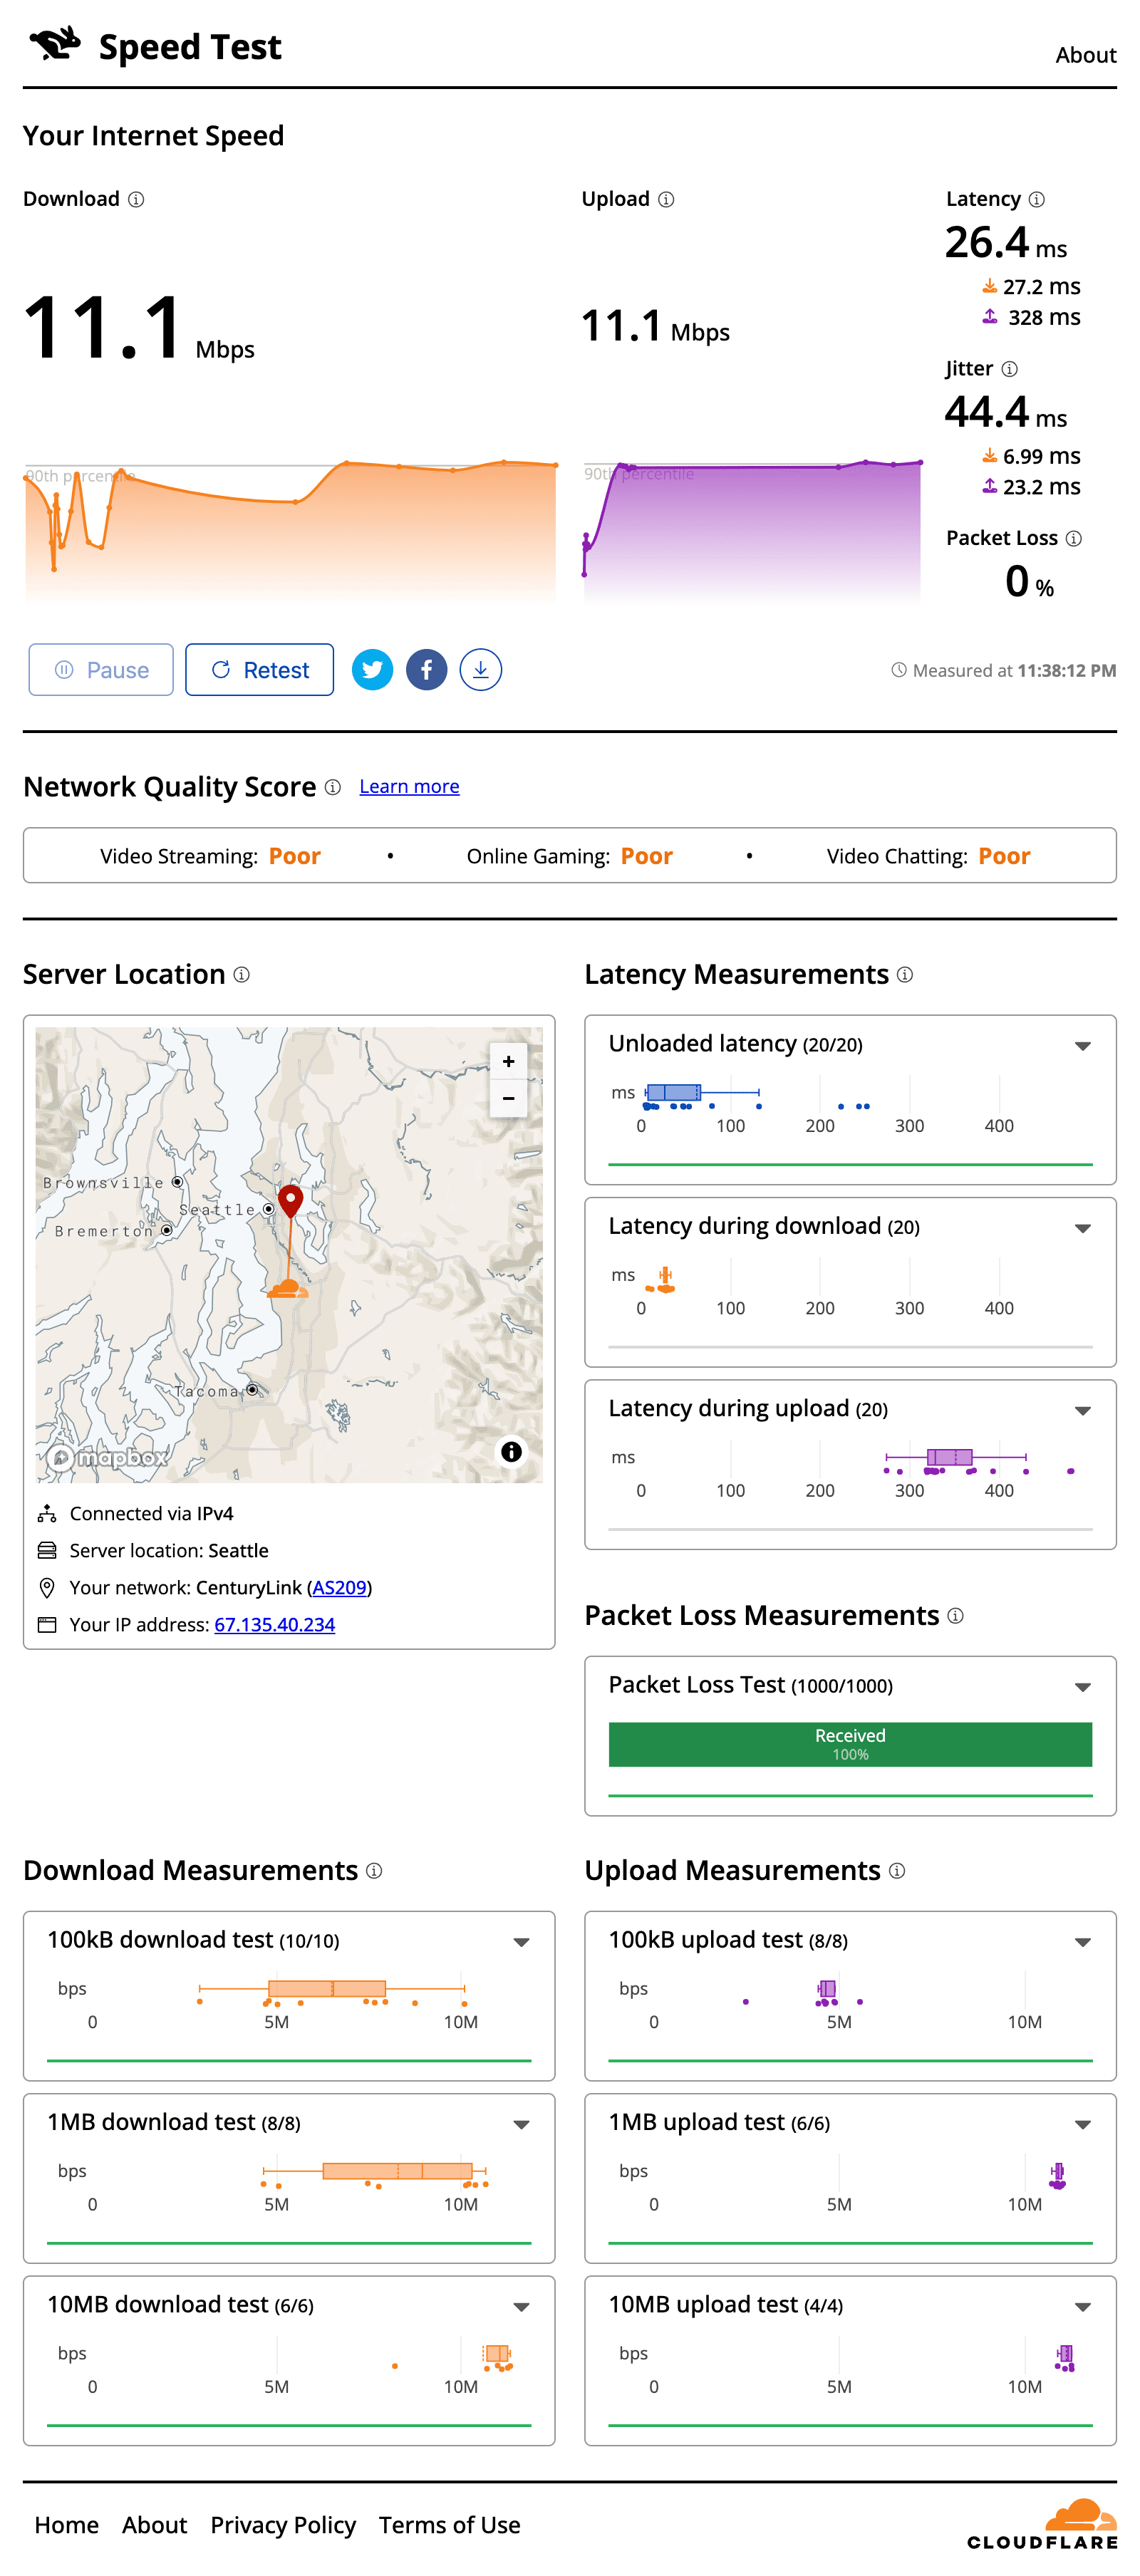 Speed Test
About
Your Internet Speed
Download
11.1 Mbps
90th percentile
Upload
11.1 Mbps
90th percentile
Latency
26.4 ms
27.2 ms
328 ms
Jitter
44.4 ms
6.99 ms
23.2 ms
Packet Loss
0 %
Pause
Retest
Measured at 11:38:12 PM
Network Quality Score
Learn more
Video Streaming: Poor • Online Gaming: Poor • Video Chatting: Poor
Server Location
+
−
Brownsville
Seattle
Bremerton
Tacoma
mapbox
Connected via IPv4
Server location: Seattle
Your network: CenturyLink (AS209)
Your IP address: 67.135.40.234
Latency Measurements
Unloaded latency (20/20)
ms
0 100 200 300 400
Latency during download (20)
ms
0 100 200 300 400
Latency during upload (20)
ms
0 100 200 300 400
Packet Loss Measurements
Packet Loss Test (1000/1000)
Received
100%
Download Measurements
100kB download test (10/10)
bps
0 5M 10M
1MB download test (8/8)
bps
0 5M 10M
10MB download test (6/6)
bps
0 5M 10M
Upload Measurements
100kB upload test (8/8)
bps
0 5M 10M
1MB upload test (6/6)
bps
0 5M 10M
10MB upload test (4/4)
bps
0 5M 10M
Home About Privacy Policy Terms of Use
CLOUDFLARE